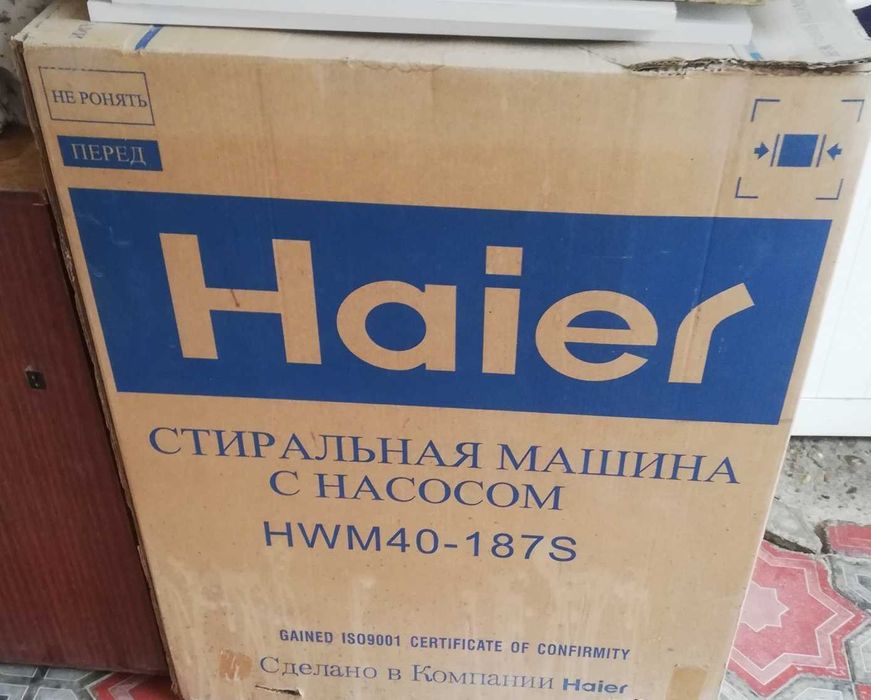 НЕ РОНЯТЬ
ПЕРЕД
Haier
СТИРАЛЬНАЯ МАШИНА
С НАСОСОМ
HWM40-187S
GAINED ISO9001 CERTIFICATE OF CONFIRMITY
Сделано в Компании Haier